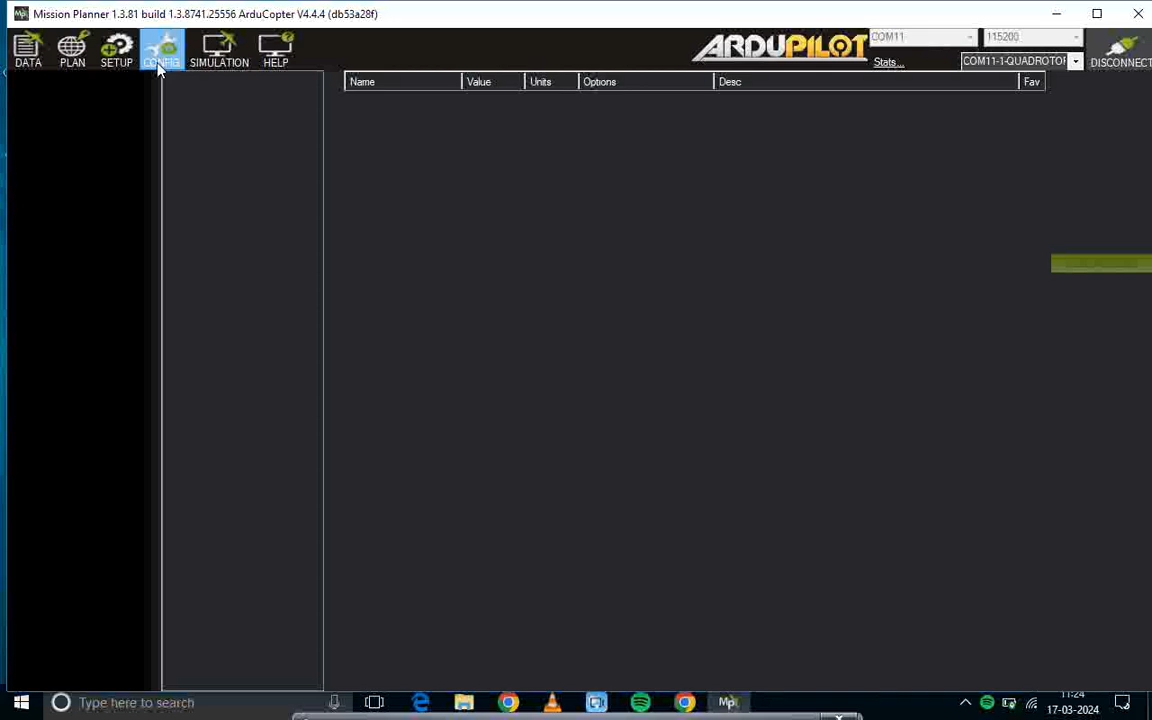 Mission Planner 1.3.81 build 1.3.8741.25556 ArduCopter V4.4.4 (db53a28f)
DATA PLAN SETUP CONFIG SIMULATION HELP
ARDUPILOT
COM11 115200
Stats... COM11-1-QUADROTOR
DISCONNECT
Name Value Units Options Desc Fav
Type here to search
11:24
17-03-2024